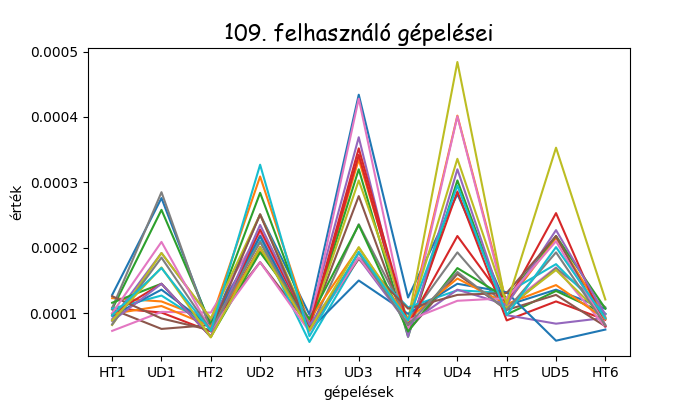 109. felhasználó gépelései
0.0005
0.0004
0.0003
0.0002
0.0001
érték
HT1 UD1 HT2 UD2 HT3 UD3 HT4 UD4 HT5 UD5 HT6
gépelések